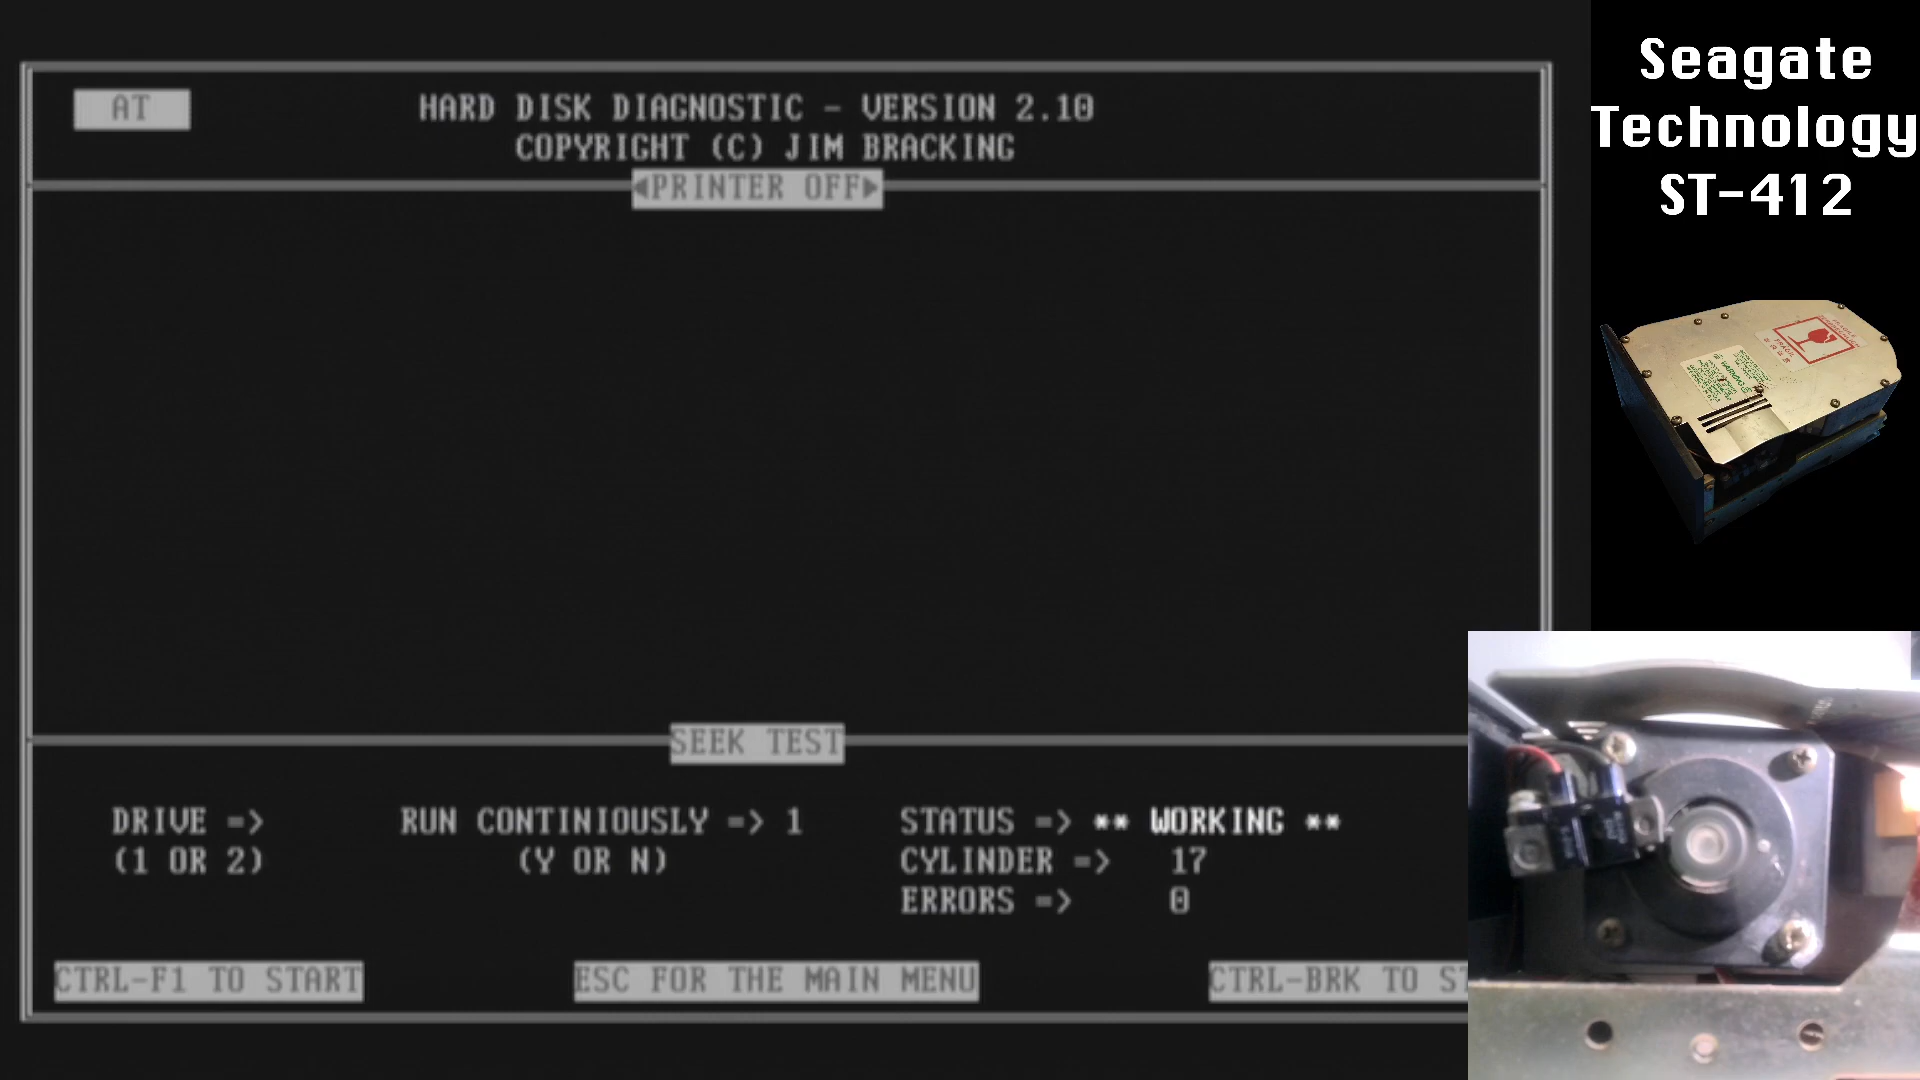 AT
HARD DISK DIAGNOSTIC - VERSION 2.10
COPYRIGHT (C) JIM BRACKING
◄PRINTER OFF►
SEEK TEST
DRIVE => RUN CONTINIOUSLY => 1 STATUS => ** WORKING **
(1 OR 2) (Y OR N) CYLINDER => 17
ERRORS => 0
CTRL-F1 TO START ESC FOR THE MAIN MENU CTRL-BRK TO ST
Seagate
Technology
ST-412